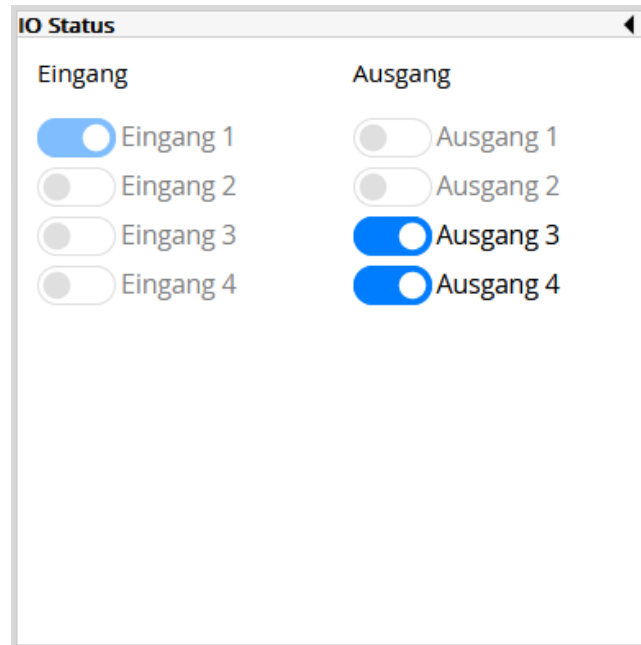 IO Status
Eingang Ausgang
Eingang 1 Ausgang 1
Eingang 2 Ausgang 2
Eingang 3 Ausgang 3
Eingang 4 Ausgang 4